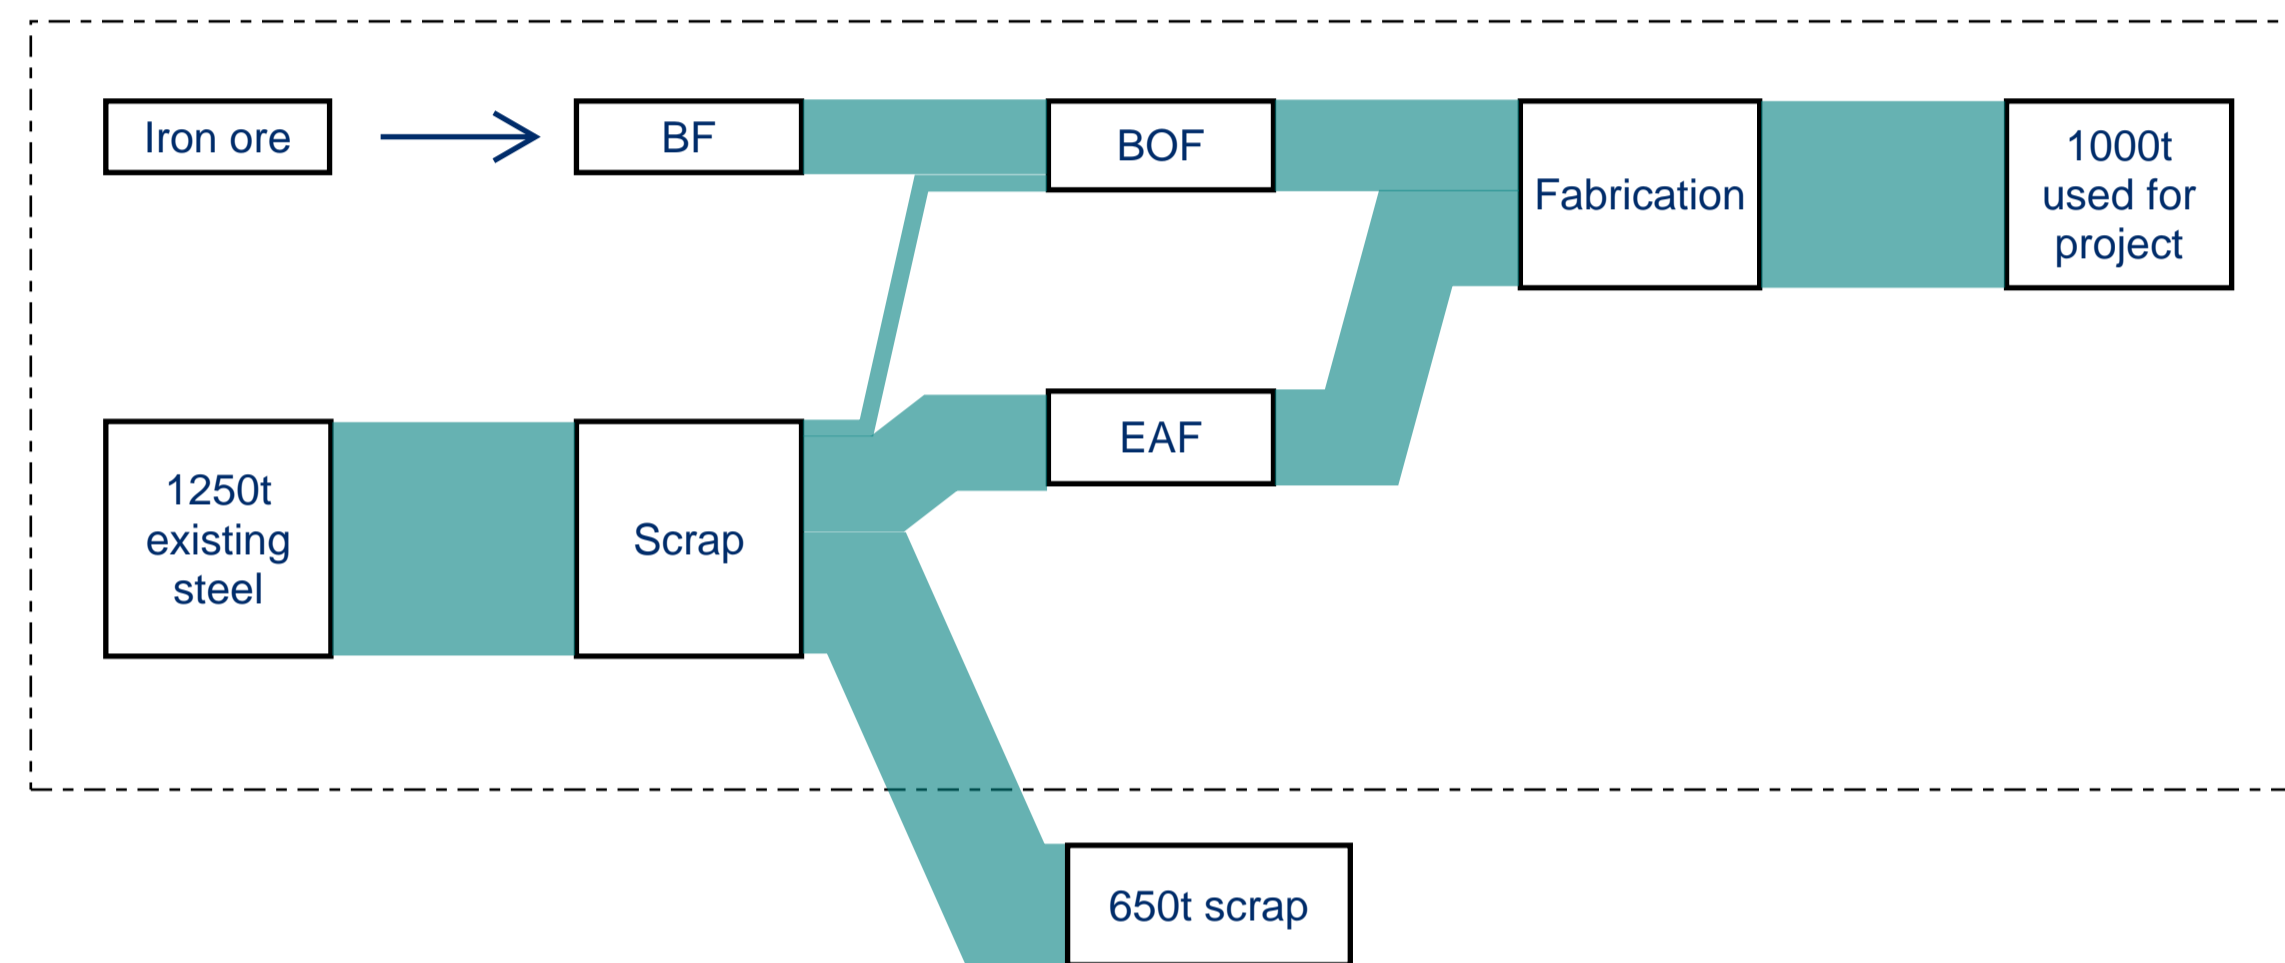 Iron ore
BF
BOF
Fabrication
1000t
used for
project
1250t
existing
steel
Scrap
EAF
650t scrap